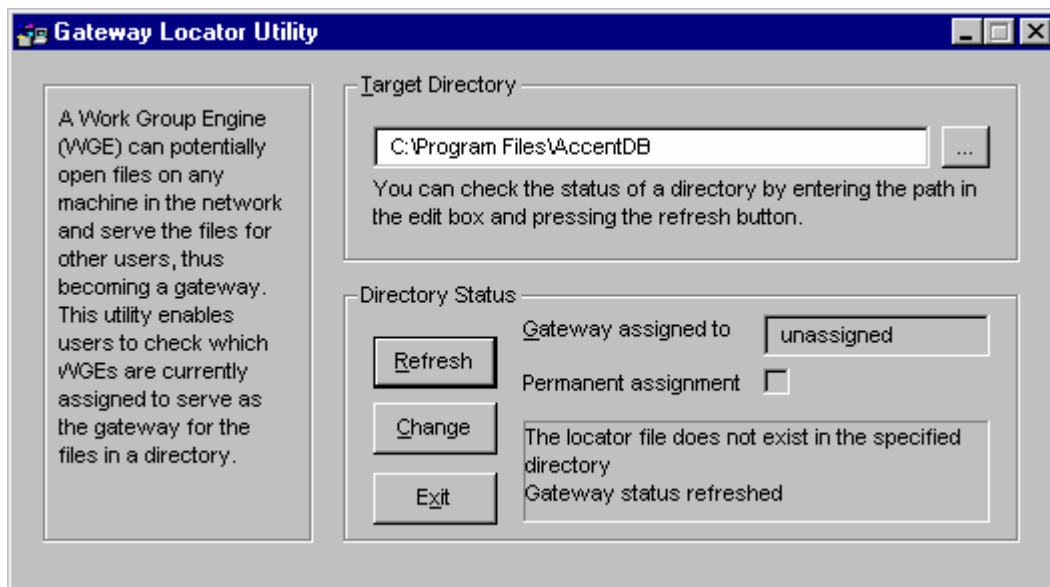 Gateway Locator Utility
A Work Group Engine
(WGE) can potentially
open files on any
machine in the network
and serve the files for
other users, thus
becoming a gateway.
This utility enables
users to check which
WGEs are currently
assigned to serve as
the gateway for the
files in a directory.
Target Directory
C:\Program Files\AccentDB
...
You can check the status of a directory by entering the path in
the edit box and pressing the refresh button.
Directory Status
Refresh
Change
Exit
Gateway assigned to
unassigned
Permanent assignment
The locator file does not exist in the specified
directory
Gateway status refreshed